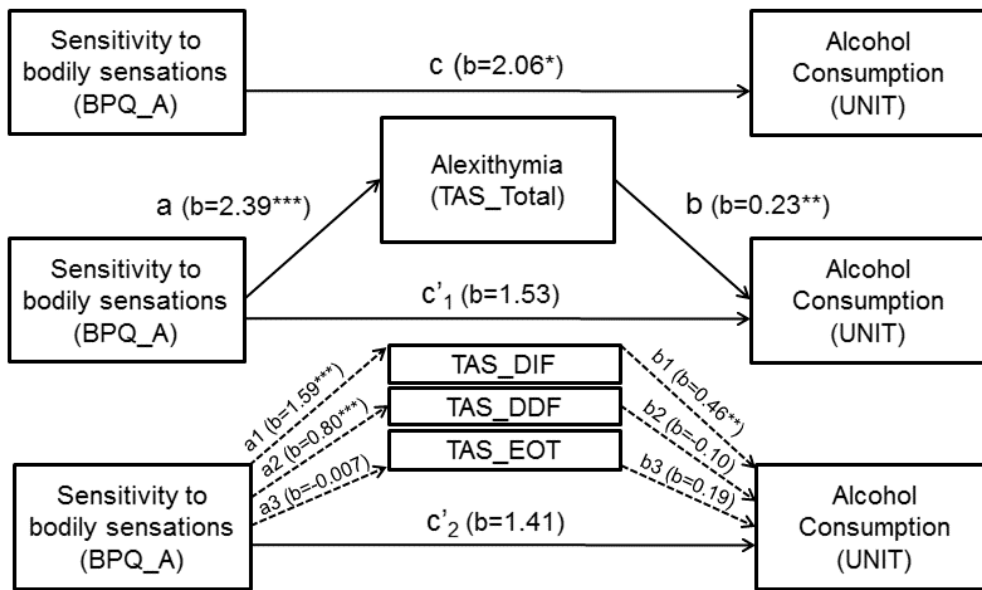 Sensitivity to
bodily sensations
(BPQ_A)
c (b=2.06*)
Alcohol
Consumption
(UNIT)
Alexithymia
(TAS_Total)
a (b=2.39***)
b (b=0.23**)
Sensitivity to
bodily sensations
(BPQ_A)
c'₁ (b=1.53)
Alcohol
Consumption
(UNIT)
TAS_DIF
TAS_DDF
TAS_EOT
a1 (b=1.59***)
a2 (b=0.80***)
a3 (b=-0.007)
b1 (b=0.46**)
b2 (b=-0.10)
b3 (b=0.19)
Sensitivity to
bodily sensations
(BPQ_A)
c'₂ (b=1.41)
Alcohol
Consumption
(UNIT)